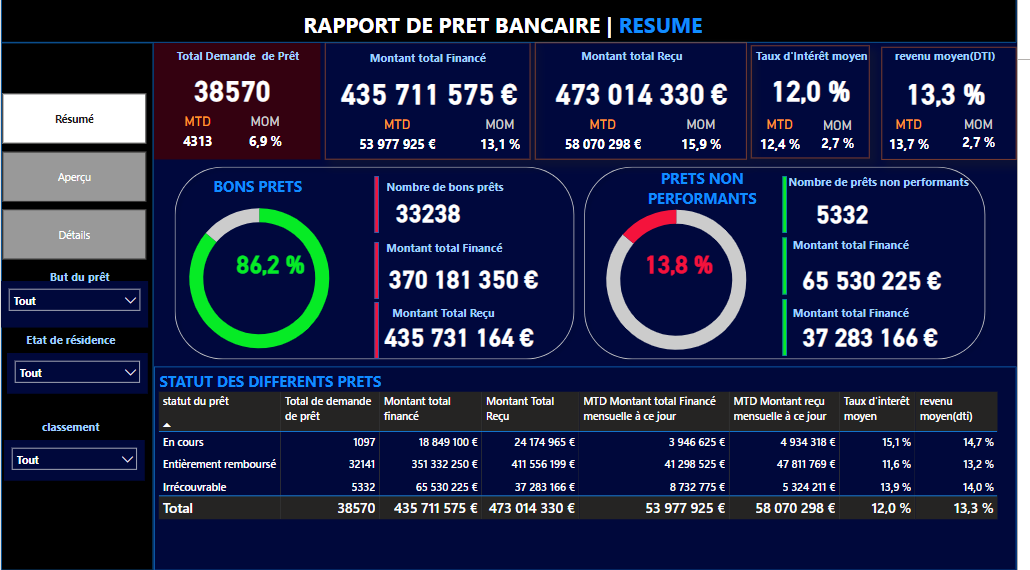 RAPPORT DE PRET BANCAIRE | RESUME
Total Demande de Prêt
38570
MTD MOM
4313 6,9 %
Montant total Financé
435 711 575 €
MTD MOM
53 977 925 € 13,1 %
Montant total Reçu
473 014 330 €
MTD MOM
58 070 298 € 15,9 %
Taux d'Intérêt moyen
12,0 %
MTD MOM
12,4 % 2,7 %
revenu moyen(DTI)
13,3 %
MTD MOM
13,7 % 2,7 %
Résumé
Aperçu
Détails
But du prêt
Tout
Etat de résidence
Tout
classement
Tout
BONS PRETS
86,2 %
Nombre de bons prêts
33238
Montant total Financé
370 181 350 €
Montant Total Reçu
435 731 164 €
PRETS NON
PERFORMANTS
13,8 %
Nombre de prêts non performants
5332
Montant total Financé
65 530 225 €
Montant total Financé
37 283 166 €
STATUT DES DIFFERENTS PRETS
statut du prêt Total de demande Montant total Montant Total MTD Montant total Financé MTD Montant reçu Taux d'interêt revenu
de prêt financé Reçu mensuelle à ce jour mensuelle à ce jour moyen moyen(dti)
En cours 1097 18 849 100 € 24 174 965 € 3 946 625 € 4 934 318 € 15,1 % 14,7 %
Entièrement remboursé 32141 351 332 250 € 411 556 199 € 41 298 525 € 47 811 769 € 11,6 % 13,2 %
Irrécouvrable 5332 65 530 225 € 37 283 166 € 8 732 775 € 5 324 211 € 13,9 % 14,0 %
Total 38570 435 711 575 € 473 014 330 € 53 977 925 € 58 070 298 € 12,0 % 13,3 %